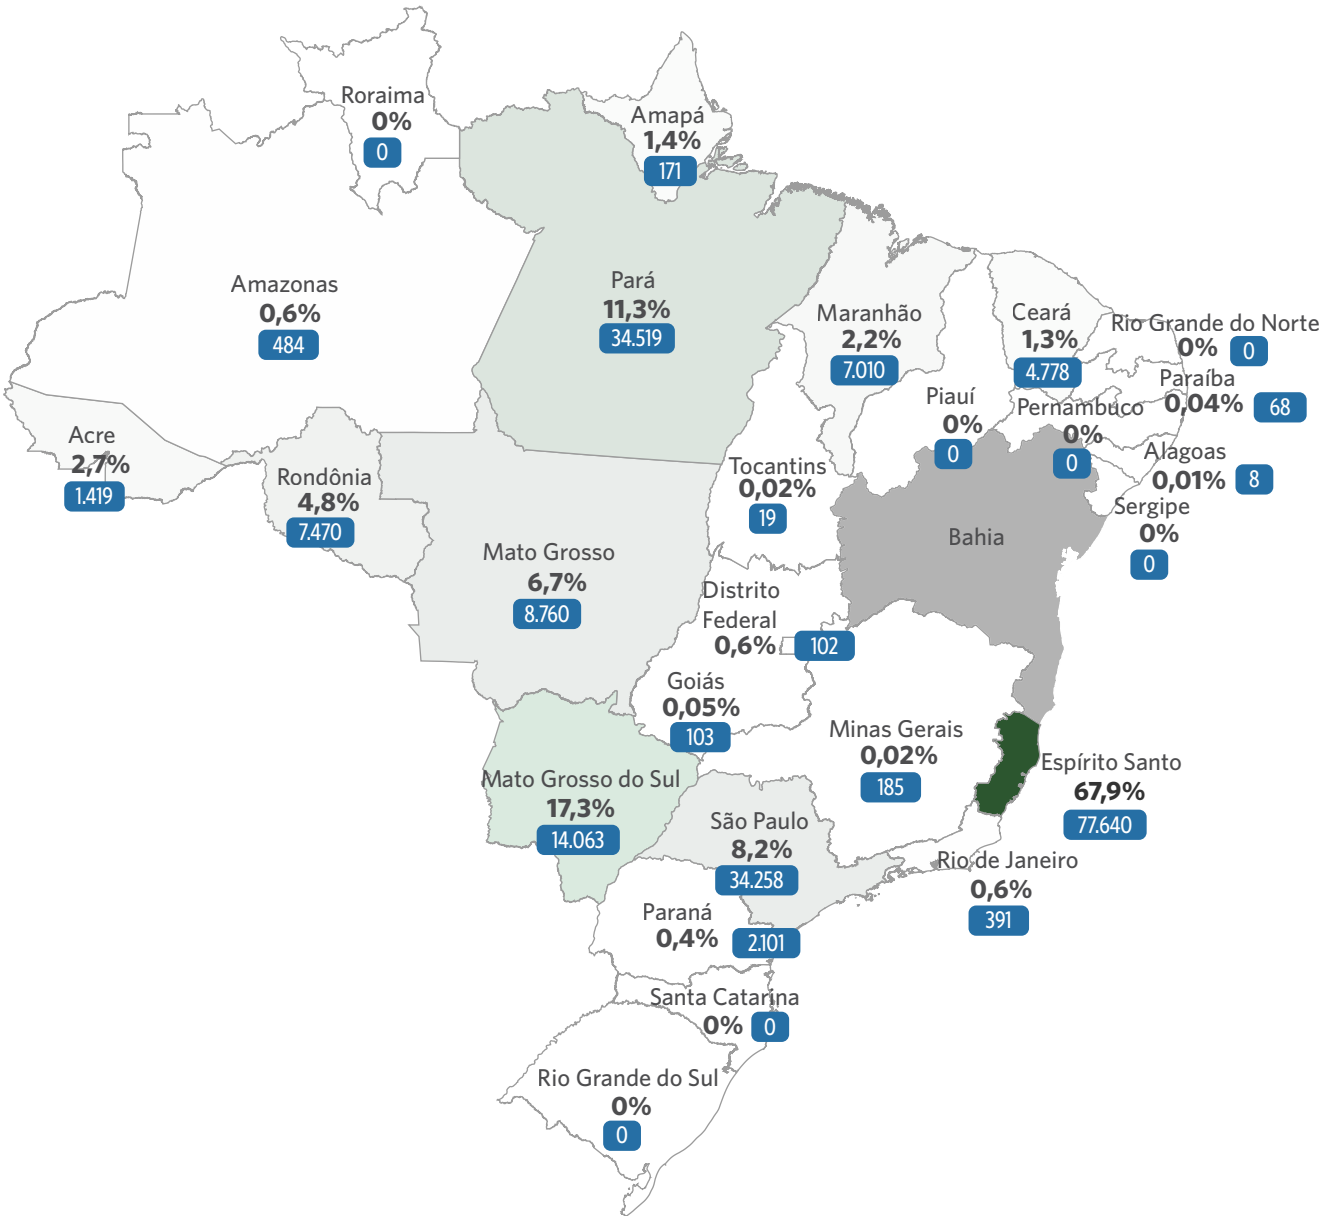 Roraima
0%
0
Amapá
1,4%
171
Amazonas
0,6%
484
Pará
11,3%
34.519
Maranhão
2,2%
7.010
Ceará
1,3%
4.778
Rio Grande do Norte
0%
0
Paraíba
0,04%
68
Piauí
0%
0
Pernambuco
0%
0
Alagoas
0,01%
8
Sergipe
0%
0
Acre
2,7%
1.419
Rondônia
4,8%
7.470
Tocantins
0,02%
19
Bahia
Mato Grosso
6,7%
8.760
Distrito
Federal
0,6%
102
Goiás
0,05%
103
Minas Gerais
0,02%
185
Espírito Santo
67,9%
77.640
Mato Grosso do Sul
17,3%
14.063
São Paulo
8,2%
34.258
Rio de Janeiro
0,6%
391
Paraná
0,4%
2.101
Santa Catarina
0%
0
Rio Grande do Sul
0%
0